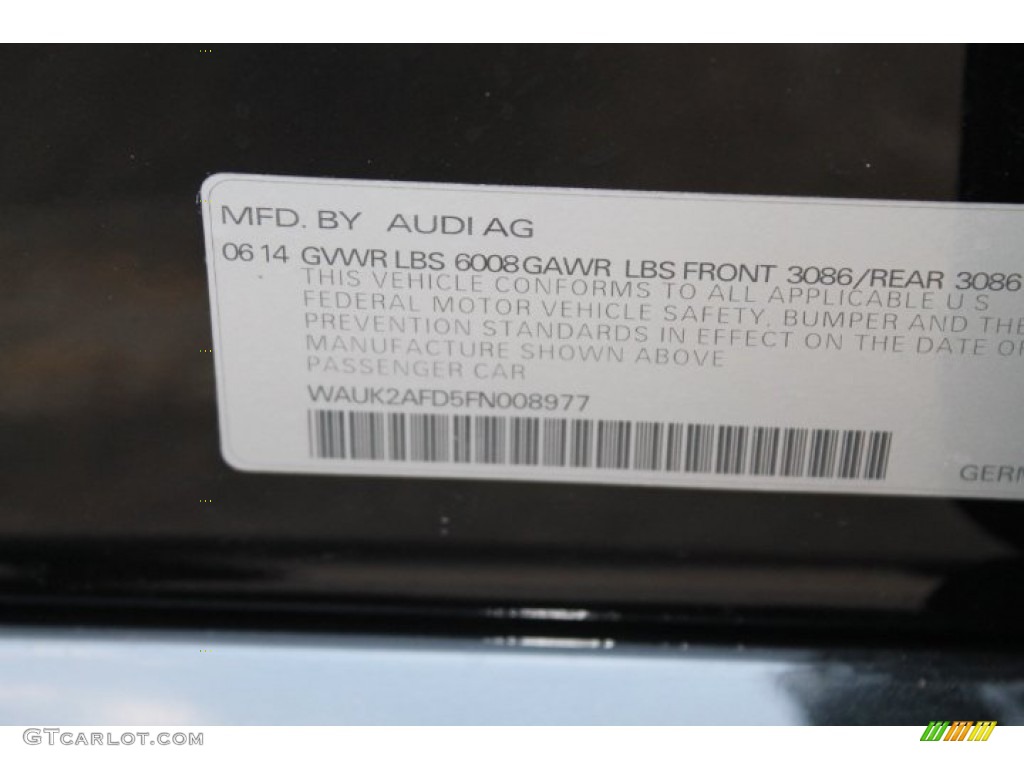 MFD. BY AUDI AG
06 14 GVWR LBS 6008 GAWR LBS FRONT 3086/REAR 3086
THIS VEHICLE CONFORMS TO ALL APPLICABLE U S
FEDERAL MOTOR VEHICLE SAFETY, BUMPER AND THE
PREVENTION STANDARDS IN EFFECT ON THE DATE O
MANUFACTURE SHOWN ABOVE
PASSENGER CAR
WAUK2AFD5FN008977
GERM
GTCARLOT.COM